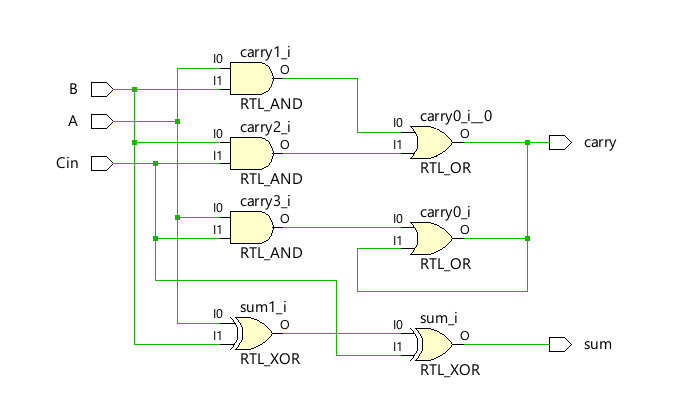 carry1_i
I0
O
B
I1
RTL_AND
A
carry2_i
carry0_i__0
I0
O
I0
O
carry
I1
I1
Cin
RTL_AND
RTL_OR
carry3_i
I0
O
carry0_i
I0
O
I1
I1
RTL_AND
RTL_OR
sum1_i
sum_i
I0
O
I0
O
sum
I1
I1
RTL_XOR
RTL_XOR